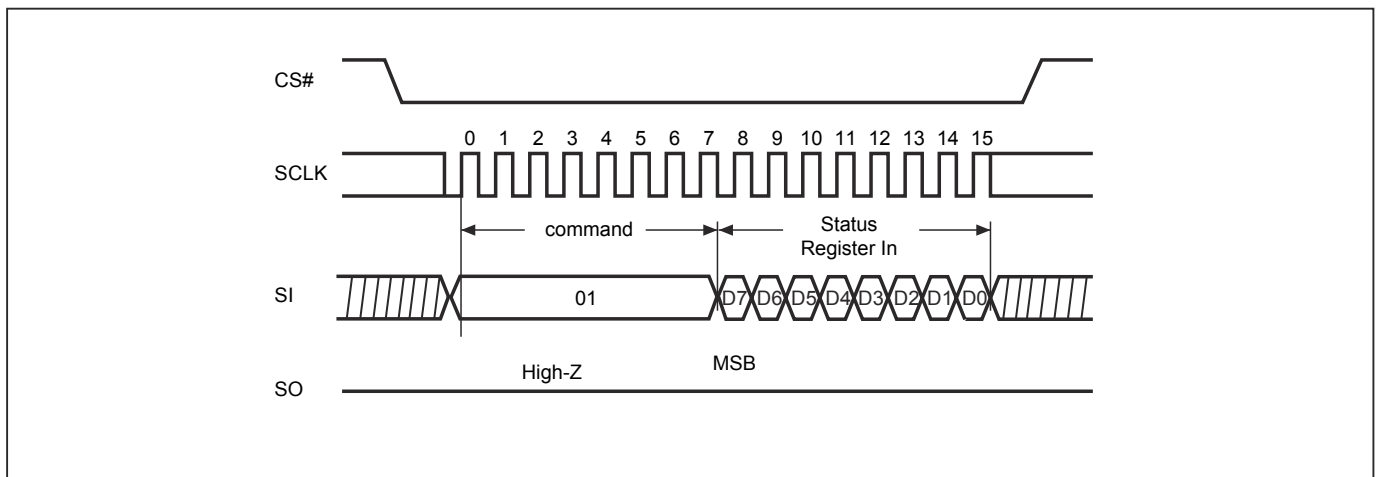 CS#
0 1 2 3 4 5 6 7 8 9 10 11 12 13 14 15
SCLK
command
Status
Register In
SI
01
D7 D6 D5 D4 D3 D2 D1 D0
MSB
High-Z
SO